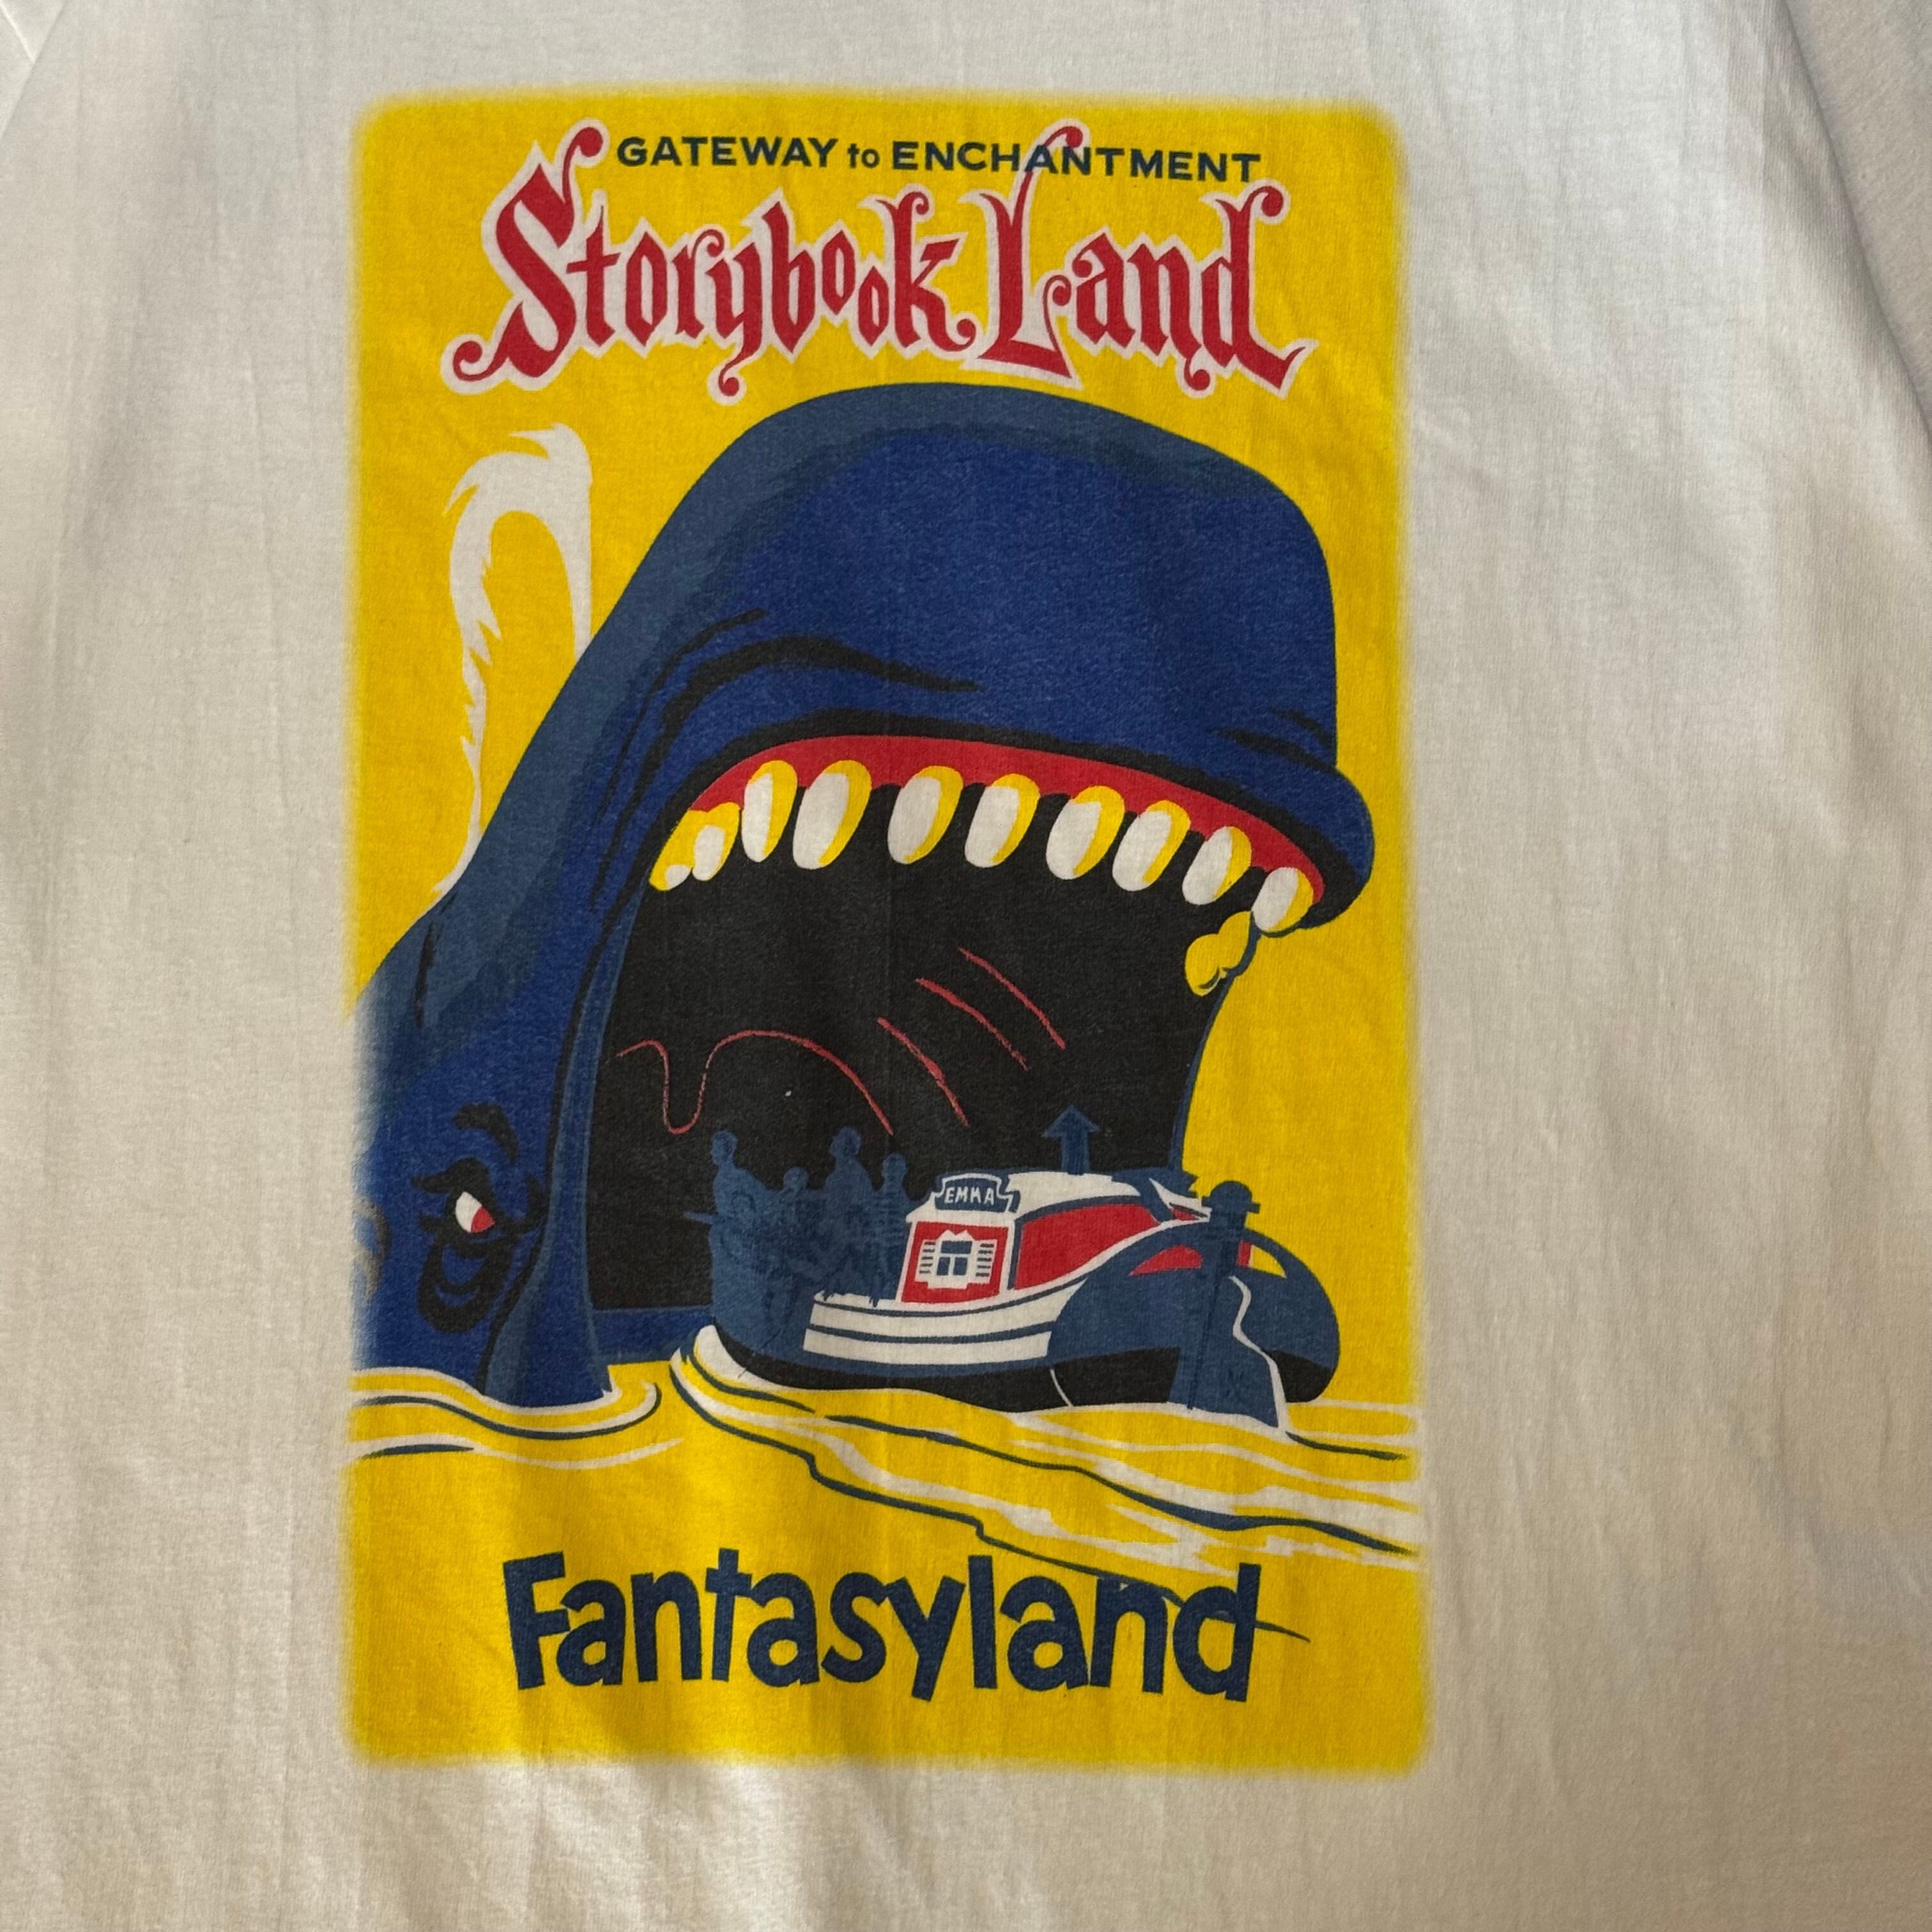 GATEWAY to ENCHANTMENT
Storybook Land
EMMA
Fantasyland